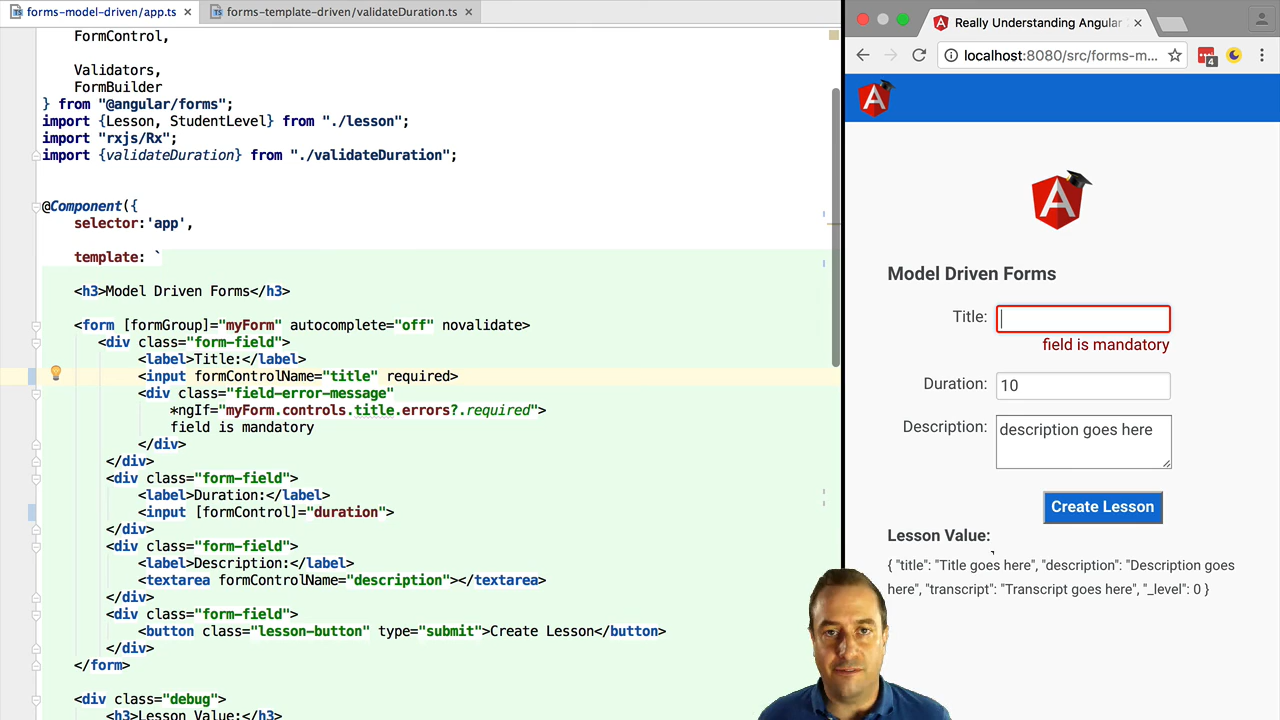 forms-model-driven/app.ts
forms-template-driven/validateDuration.ts
FormControl,
Validators,
FormBuilder
} from "@angular/forms";
import {Lesson, StudentLevel} from "./lesson";
import "rxjs/Rx";
import {validateDuration} from "./validateDuration";
@Component({
selector:'app',
template: `
<h3>Model Driven Forms</h3>
<form [formGroup]="myForm" autocomplete="off" novalidate>
<div class="form-field">
<label>Title:</label>
<input formControlName="title" required>
<div class="field-error-message"
*ngIf="myForm.controls.title.errors?.required">
field is mandatory
</div>
</div>
<div class="form-field">
<label>Duration:</label>
<input [formControl]="duration">
</div>
<div class="form-field">
<label>Description:</label>
<textarea formControlName="description"></textarea>
</div>
<div class="form-field">
<button class="lesson-button" type="submit">Create Lesson</button>
</div>
</form>
<div class="debug">
<h3>Lesson Value:</h3>
Really Understanding Angular
localhost:8080/src/forms-m...
4
Model Driven Forms
Title:
field is mandatory
Duration: 10
Description: description goes here
Create Lesson
Lesson Value:
{ "title": "Title goes here", "description": "Description goes
here", "transcript": "Transcript goes here", "_level": 0 }